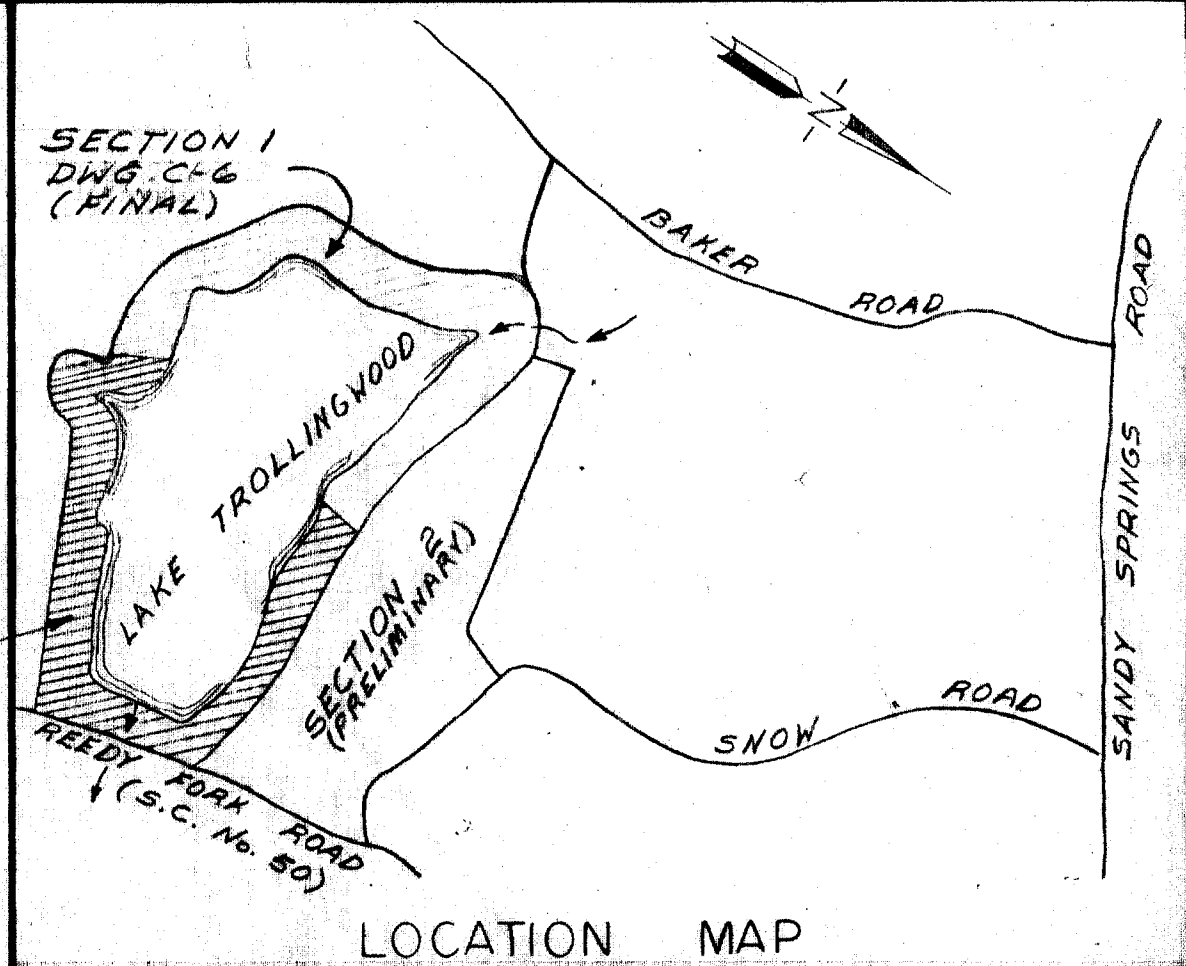 SECTION 1
DWG. C-6
(FINAL)
N
BAKER ROAD
SANDY SPRINGS ROAD
LAKE TROLLINGWOOD
SECTION 2
(PRELIMINARY)
SNOW ROAD
REEDY FORK ROAD
(S.C. No. 50)
LOCATION MAP